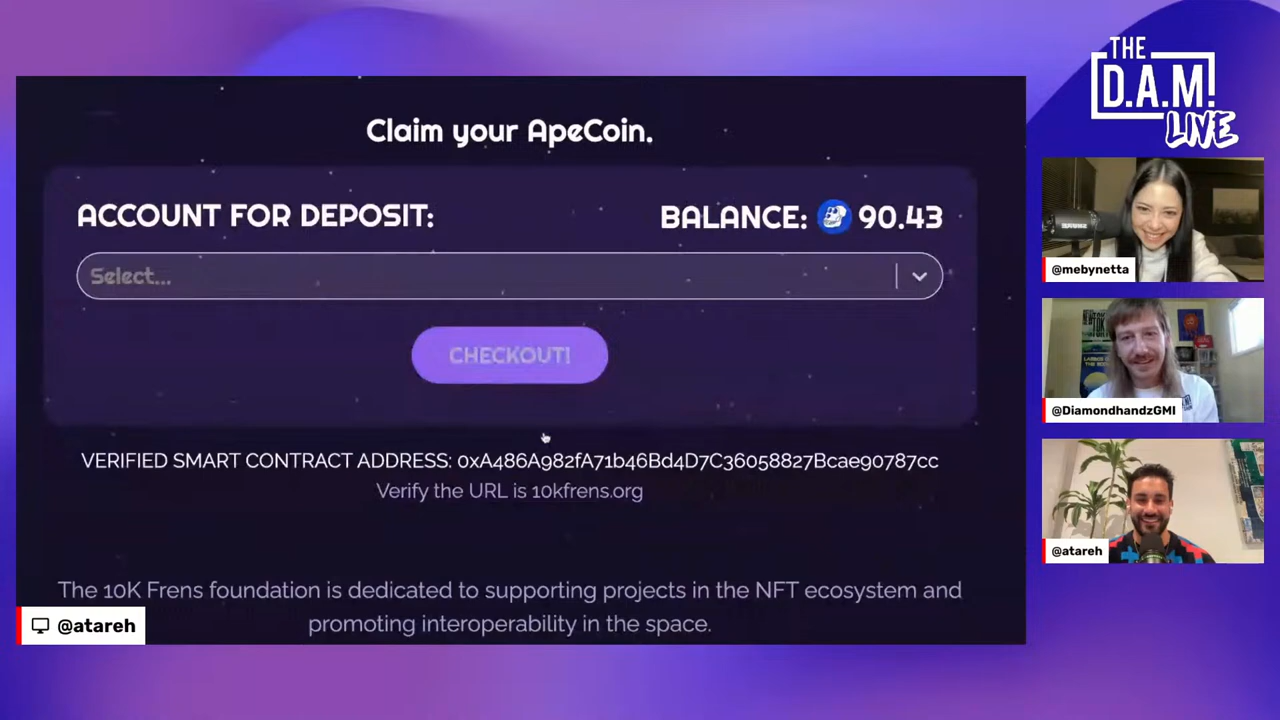 THE
D.A.M!
LIVE
Claim your ApeCoin.
ACCOUNT FOR DEPOSIT:
BALANCE: 90.43
Select...
CHECKOUT!
VERIFIED SMART CONTRACT ADDRESS: 0xA486A982fA71b46Bd4D7C36058827Bcae90787cc
Verify the URL is 10kfrens.org
The 10K Frens foundation is dedicated to supporting projects in the NFT ecosystem and
promoting interoperability in the space.
@atareh
@mebynetta
@DiamondhandzGMI
@atareh